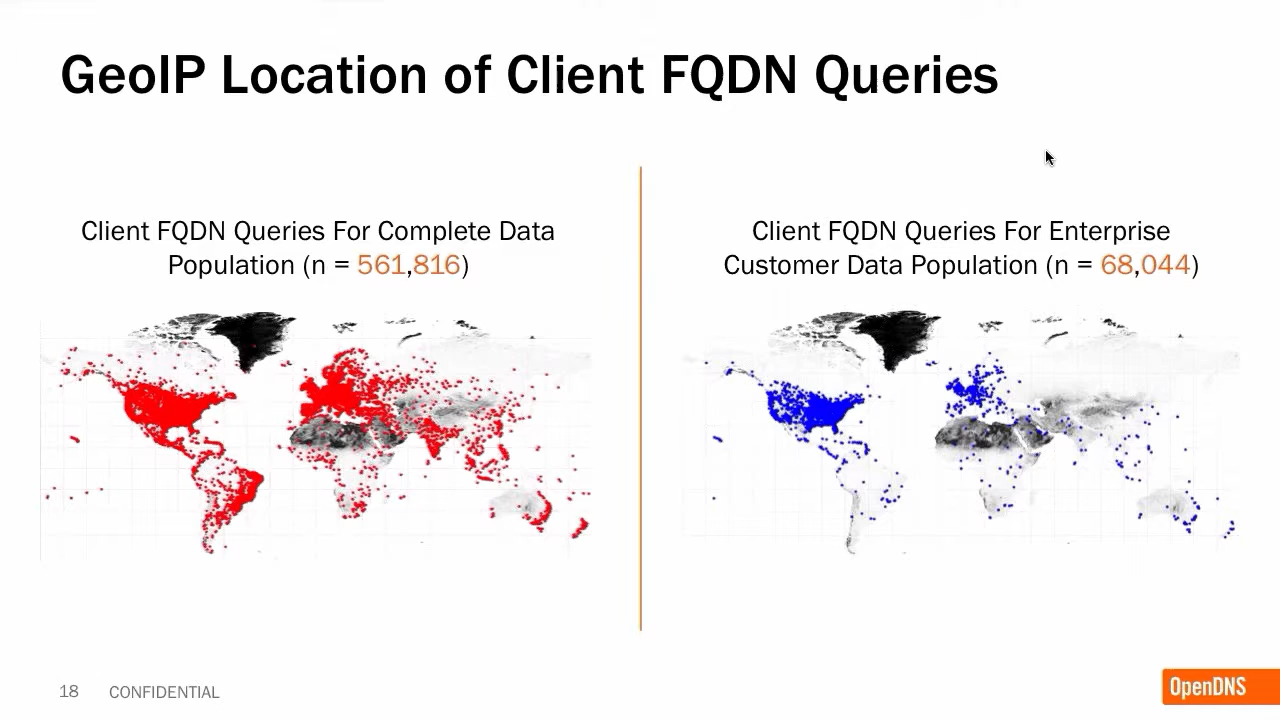 GeoIP Location of Client FQDN Queries
Client FQDN Queries For Complete Data
Population (n = 561,816)
Client FQDN Queries For Enterprise
Customer Data Population (n = 68,044)
18 CONFIDENTIAL
OpenDNS